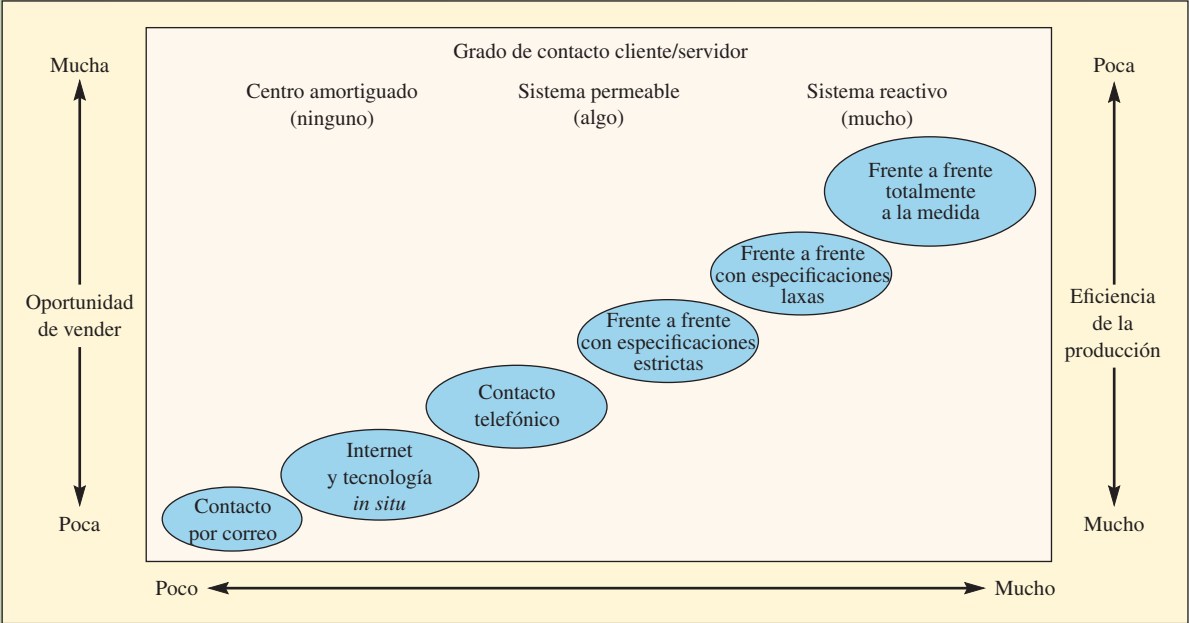 Grado de contacto cliente/servidor
Mucha
Poca
Centro amortiguado
(ninguno)
Sistema permeable
(algo)
Sistema reactivo
(mucho)
Frente a frente
totalmente
a la medida
Frente a frente
con especificaciones
laxas
Oportunidad
de vender
Eficiencia
de la
producción
Frente a frente
con especificaciones
estrictas
Contacto
telefónico
Internet
y tecnología
in situ
Contacto
por correo
Poca
Mucho
Poco
Mucho